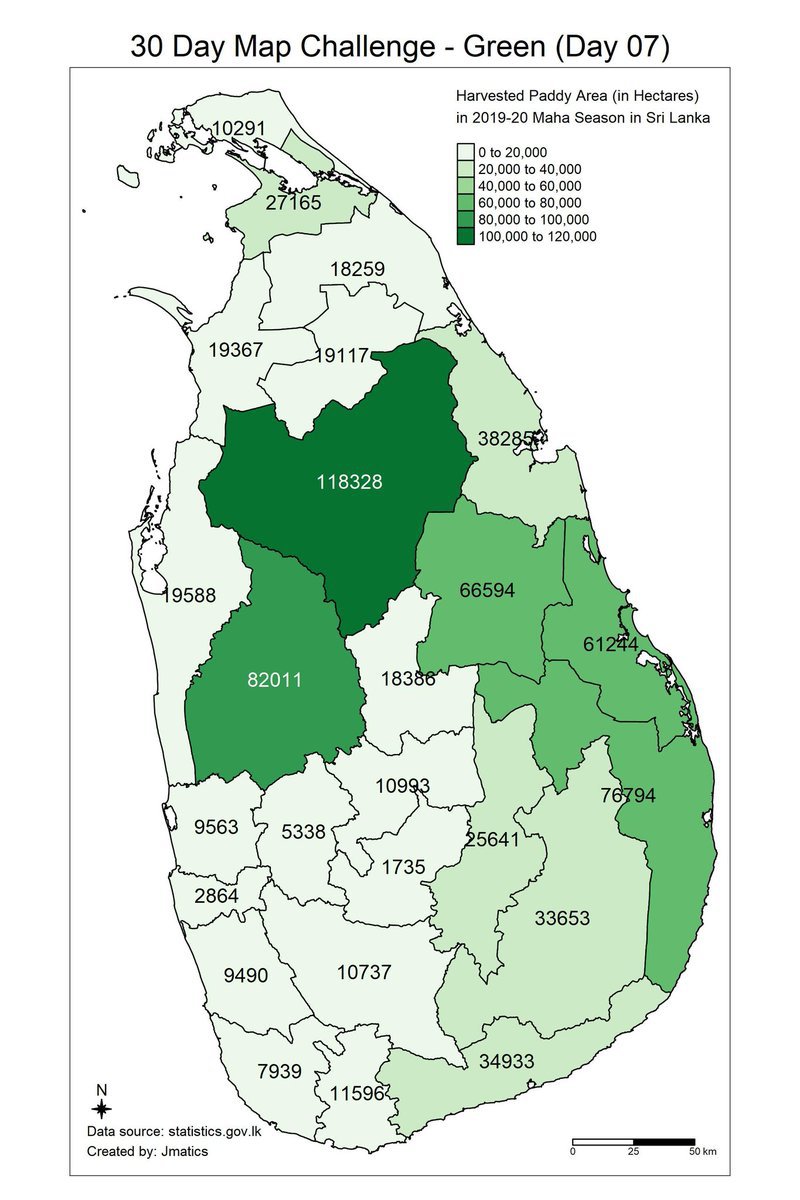 30 Day Map Challenge - Green (Day 07)
Harvested Paddy Area (in Hectares)
in 2019-20 Maha Season in Sri Lanka
0 to 20,000
20,000 to 40,000
40,000 to 60,000
60,000 to 80,000
80,000 to 100,000
100,000 to 120,000
10291
27165
18259
19367
19117
38285
118328
66594
19588
61244
82011
18386
10993
76794
9563
5338
25641
1735
2864
33653
9490
10737
34933
7939
11596
N
Data source: statistics.gov.lk
Created by: Jmatics
0 25 50 km